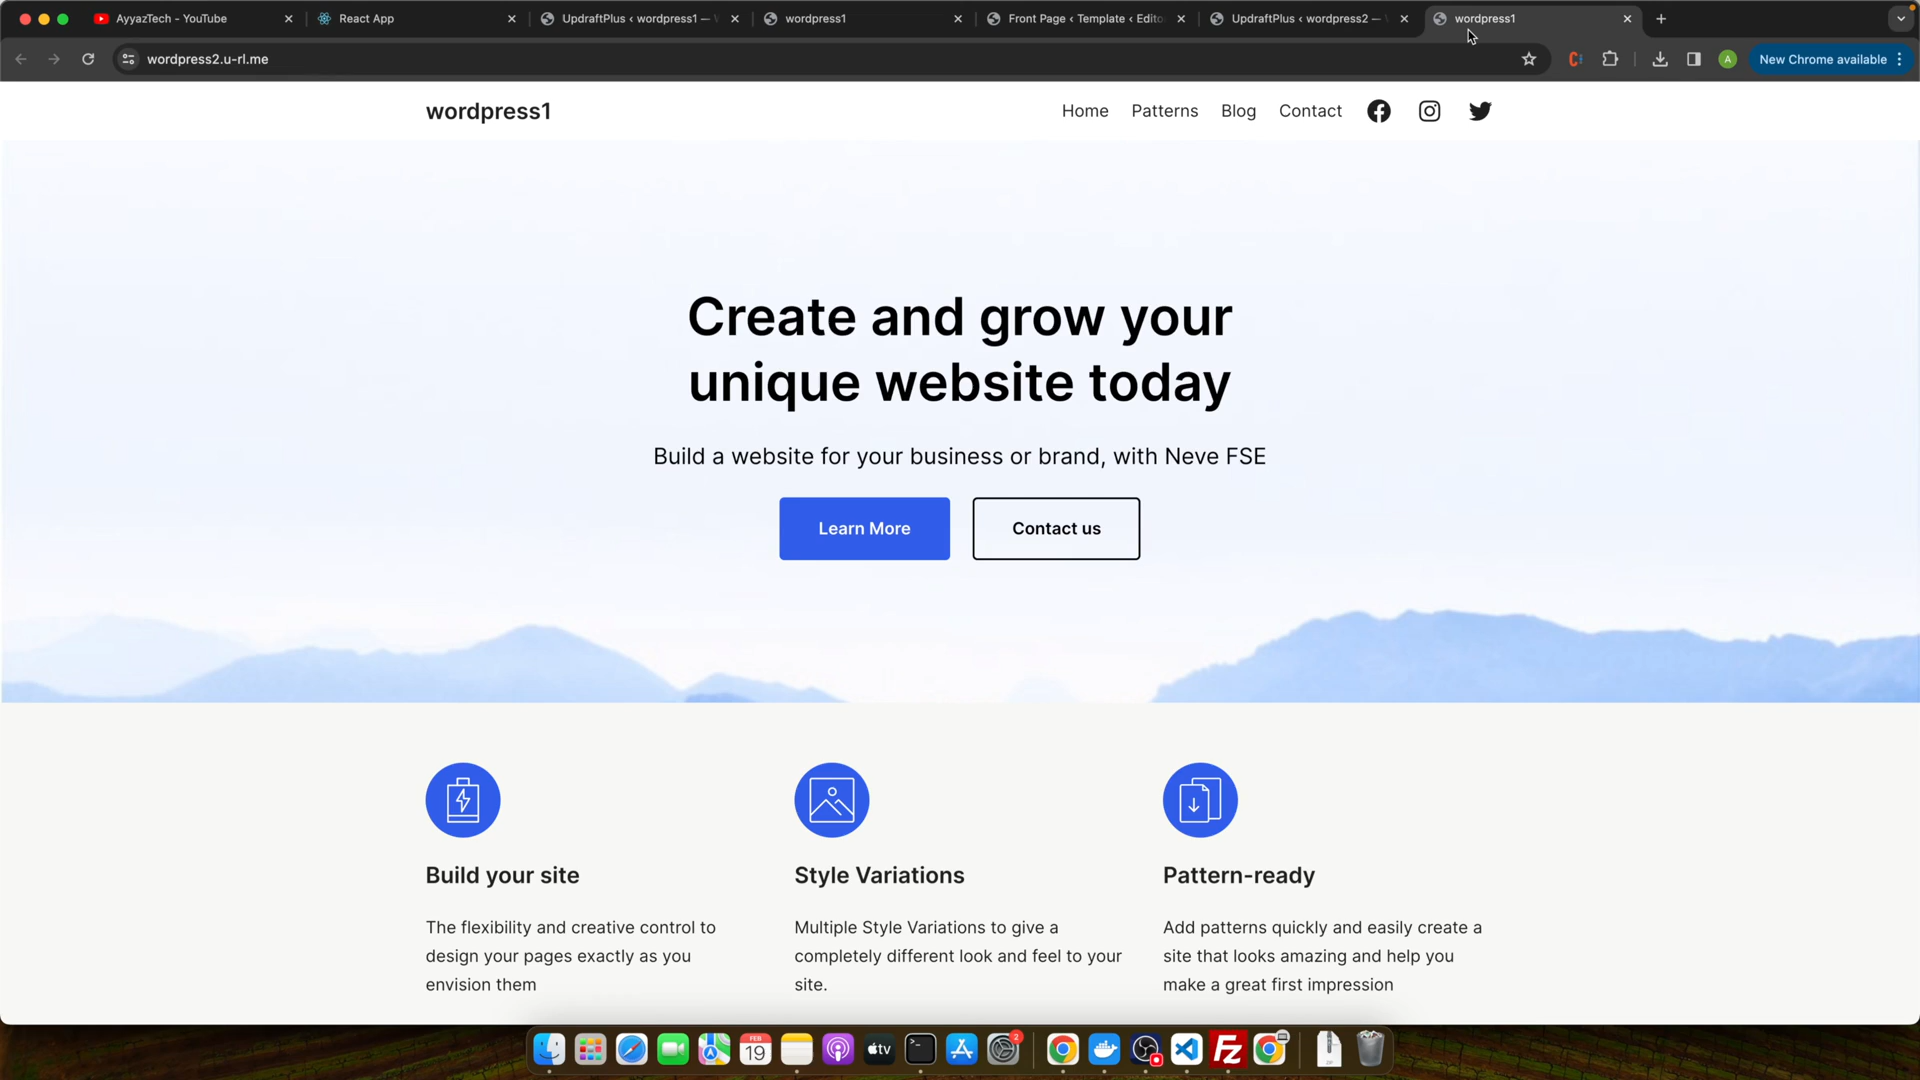 AyyazTech - YouTube
React App
UpdraftPlus ‹ wordpress1 —
wordpress1
Front Page ‹ Template ‹ Edito
UpdraftPlus ‹ wordpress2 —
wordpress1
wordpress2.u-rl.me
A
New Chrome available
wordpress1
Home
Patterns
Blog
Contact
Create and grow your
unique website today
Build a website for your business or brand, with Neve FSE
Learn More
Contact us
Build your site
The flexibility and creative control to
design your pages exactly as you
envision them
Style Variations
Multiple Style Variations to give a
completely different look and feel to your
site.
Pattern-ready
Add patterns quickly and easily create a
site that looks amazing and help you
make a great first impression
FEB
19
tv
2
FZ